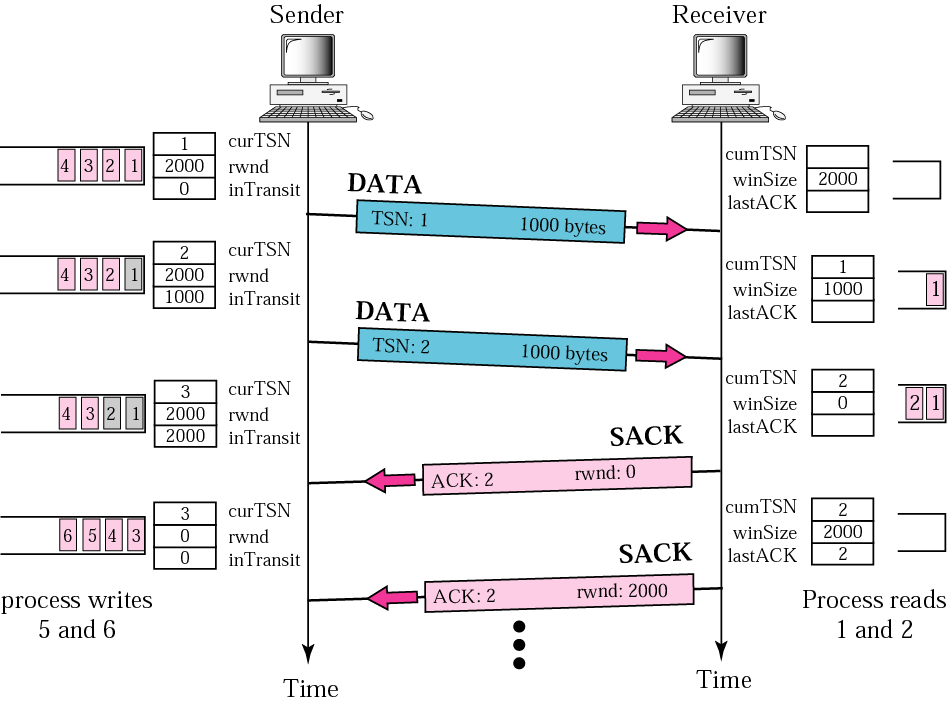 Sender
Receiver
4 3 2 1
1 curTSN
2000 rwnd
0 inTransit
cumTSN
winSize 2000
lastACK
DATA
TSN: 1 1000 bytes
4 3 2 1
2 curTSN
2000 rwnd
1000 inTransit
cumTSN 1
winSize 1000
lastACK
1
DATA
TSN: 2 1000 bytes
4 3 2 1
3 curTSN
2000 rwnd
2000 inTransit
cumTSN 2
winSize 0
lastACK
2 1
SACK
ACK: 2 rwnd: 0
6 5 4 3
3 curTSN
0 rwnd
0 inTransit
cumTSN 2
winSize 2000
lastACK 2
SACK
ACK: 2 rwnd: 2000
process writes
5 and 6
Process reads
1 and 2
Time
Time